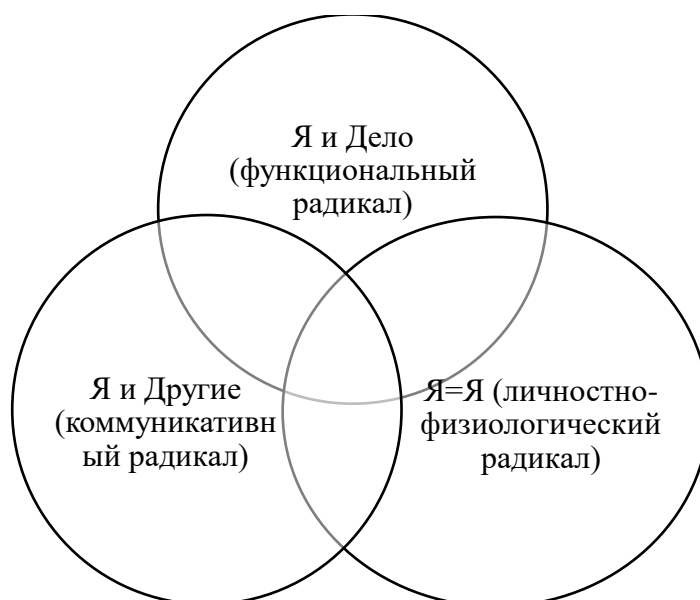 Я и Дело
(функциональный
радикал)
Я и Другие
(коммуникативн
ый радикал)
Я=Я (личностно-
физиологический
радикал)